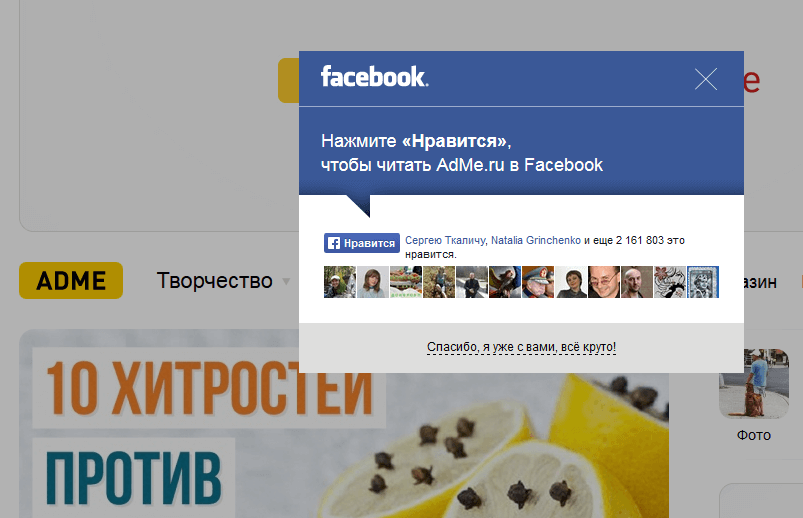 е
facebook.
Нажмите «Нравится»,
чтобы читать AdMe.ru в Facebook
Нравится
Сергею Ткаличу, Natalia Grinchenko и еще 2 161 803 это
нравится.
ADME
Творчество
азин
Спасибо, я уже с вами, всё круто!
10 ХИТРОСТЕЙ
ПРОТИВ
Фото